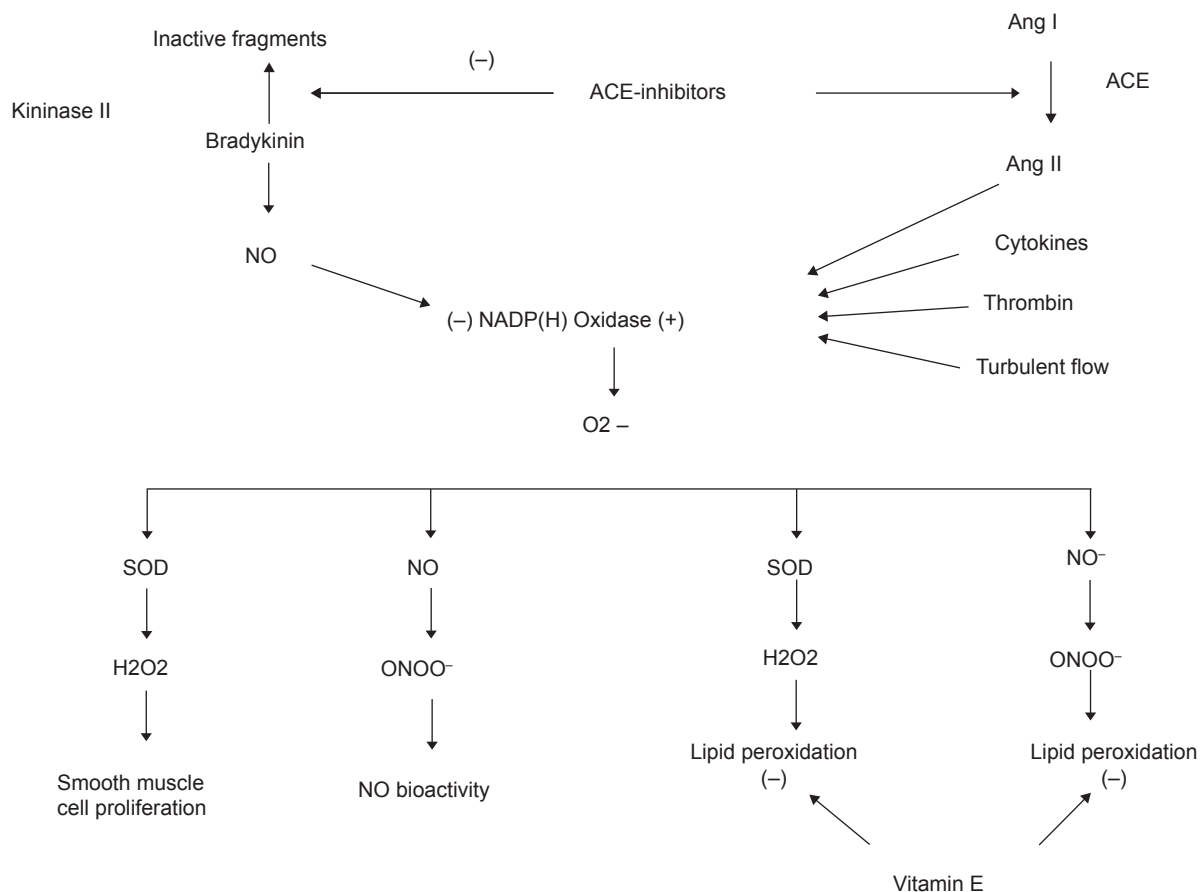 Inactive fragments
(–)
Ang I
ACE-inhibitors
ACE
Kininase II
Bradykinin
Ang II
NO
Cytokines
Thrombin
(–) NADP(H) Oxidase (+)
Turbulent flow
O2 –
SOD
NO
SOD
NO⁻
H2O2
ONOO⁻
H2O2
ONOO⁻
Smooth muscle
cell proliferation
NO bioactivity
Lipid peroxidation
(–)
Lipid peroxidation
(–)
Vitamin E